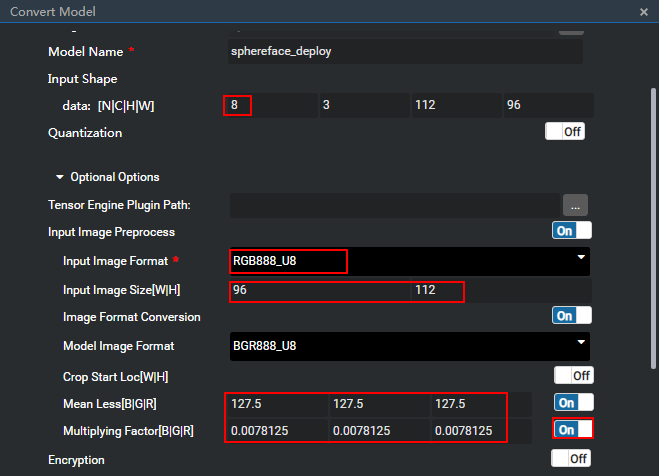 Convert Model ×
Model Name * sphereface_deploy
Input Shape
data: [N|C|H|W] 8 3 112 96
Quantization Off
Optional Options
Tensor Engine Plugin Path: ...
Input Image Preprocess On
Input Image Format * RGB888_U8
Input Image Size[W|H] 96 112
Image Format Conversion On
Model Image Format BGR888_U8
Crop Start Loc[W|H] Off
Mean Less[B|G|R] 127.5 127.5 127.5 On
Multiplying Factor[B|G|R] 0.0078125 0.0078125 0.0078125 On
Encryption Off